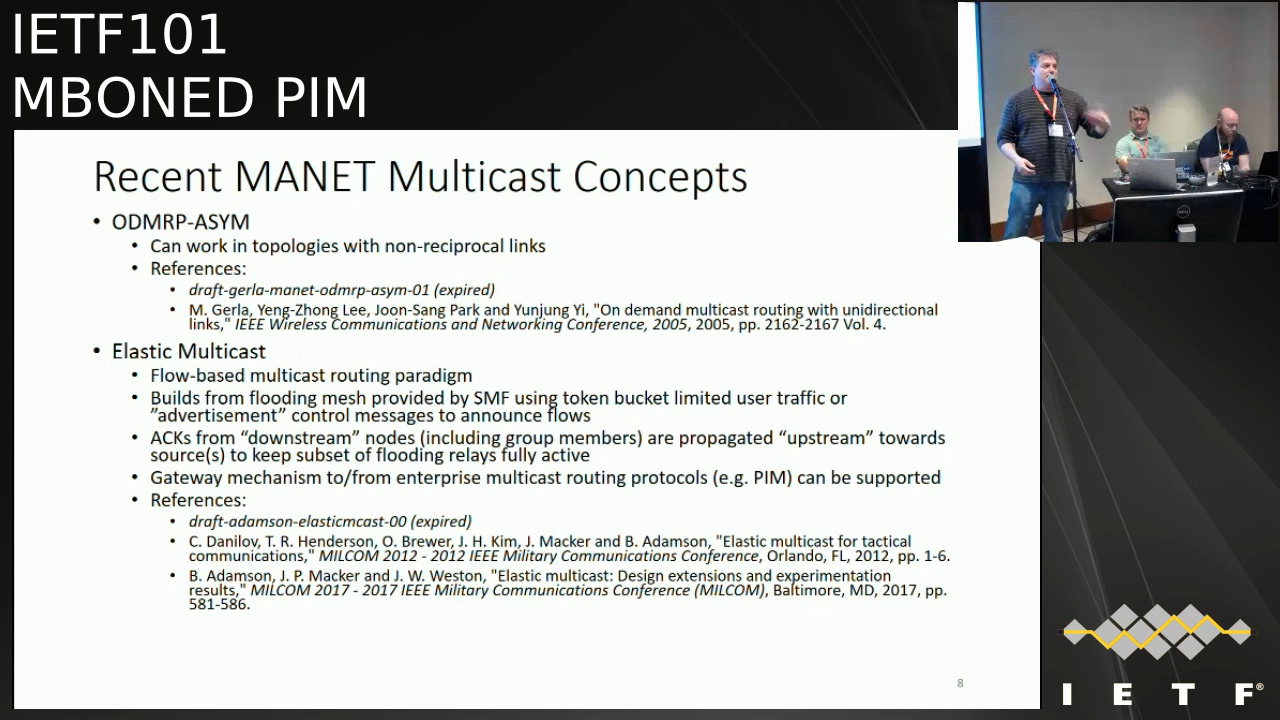 IETF101
MBONED PIM
Recent MANET Multicast Concepts
• ODMRP-ASYM
• Can work in topologies with non-reciprocal links
• References:
• draft-gerla-manet-odmrp-asym-01 (expired)
• M. Gerla, Yeng-Zhong Lee, Joon-Sang Park and Yunjung Yi, "On demand multicast routing with unidirectional
links," IEEE Wireless Communications and Networking Conference, 2005, 2005, pp. 2162-2167 Vol. 4.
• Elastic Multicast
• Flow-based multicast routing paradigm
• Builds from flooding mesh provided by SMF using token bucket limited user traffic or
”advertisement” control messages to announce flows
• ACKs from “downstream” nodes (including group members) are propagated “upstream” towards
source(s) to keep subset of flooding relays fully active
• Gateway mechanism to/from enterprise multicast routing protocols (e.g. PIM) can be supported
• References:
• draft-adamson-elasticmcast-00 (expired)
• C. Danilov, T. R. Henderson, O. Brewer, J. H. Kim, J. Macker and B. Adamson, "Elastic multicast for tactical
communications," MILCOM 2012 - 2012 IEEE Military Communications Conference, Orlando, FL, 2012, pp. 1-6.
• B. Adamson, J. P. Macker and J. W. Weston, "Elastic multicast: Design extensions and experimentation
results," MILCOM 2017 - 2017 IEEE Military Communications Conference (MILCOM), Baltimore, MD, 2017, pp.
581-586.
8
DELL
I E T F®